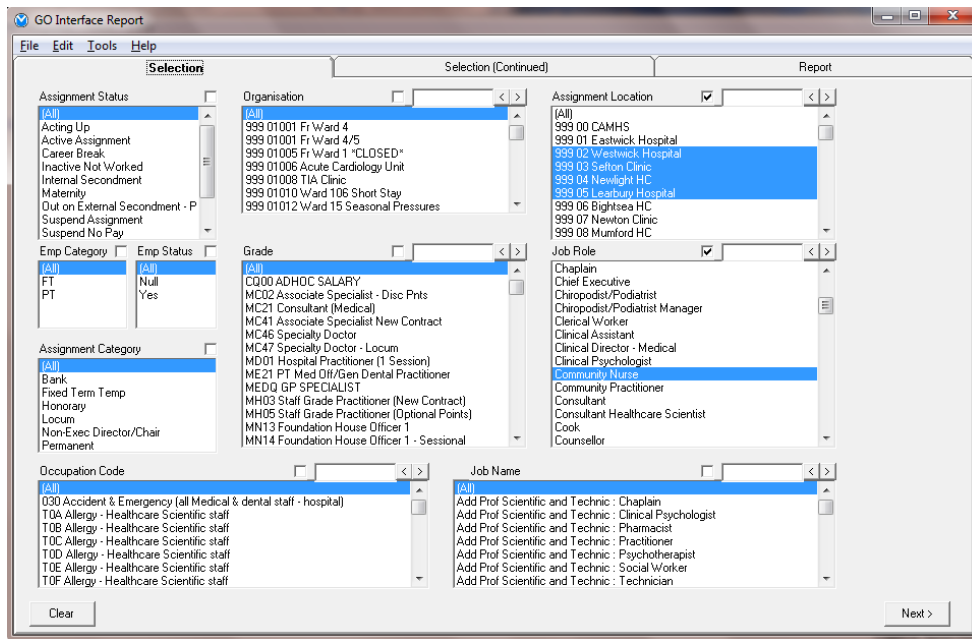 GO Interface Report
File Edit Tools Help
Selection
Selection (Continued)
Report
Assignment Status
(All)
Acting Up
Active Assignment
Career Break
Inactive Not Worked
Internal Secondment
Maternity
Out on External Secondment - P
Suspend Assignment
Suspend No Pay
Organisation
< >
(All)
999 01001 Fr Ward 4
999 01001 Fr Ward 4/5
999 01005 Fr Ward 1 *CLOSED*
999 01006 Acute Cardiology Unit
999 01008 TIA Clinic
999 01010 Ward 106 Short Stay
999 01012 Ward 15 Seasonal Pressures
Assignment Location
< >
(All)
999 00 CAMHS
999 01 Eastwick Hospital
999 02 Westwick Hospital
999 03 Sefton Clinic
999 04 Newlight HC
999 05 Learbury Hospital
999 06 Bightsea HC
999 07 Newton Clinic
999 08 Mumford HC
Emp Category
(All)
FT
PT
Emp Status
(All)
Null
Yes
Grade
< >
(All)
CQ00 ADHOC SALARY
MC02 Associate Specialist - Disc Pnts
MC21 Consultant (Medical)
MC41 Associate Specialist New Contract
MC46 Specialty Doctor
MC47 Specialty Doctor - Locum
MD01 Hospital Practitioner (1 Session)
ME21 PT Med Off/Gen Dental Practitioner
MEDQ GP SPECIALIST
MH03 Staff Grade Practitioner (New Contract)
MH05 Staff Grade Practitioner (Optional Points)
MN13 Foundation House Officer 1
MN14 Foundation House Officer 1 - Sessional
Job Role
< >
Chaplain
Chief Executive
Chiropodist/Podiatrist
Chiropodist/Podiatrist Manager
Clerical Worker
Clinical Assistant
Clinical Director - Medical
Clinical Psychologist
Community Nurse
Community Practitioner
Consultant
Consultant Healthcare Scientist
Cook
Counsellor
Assignment Category
(All)
Bank
Fixed Term Temp
Honorary
Locum
Non-Exec Director/Chair
Permanent
Occupation Code
< >
(All)
030 Accident & Emergency (all Medical & dental staff - hospital)
T0A Allergy - Healthcare Scientific staff
T0B Allergy - Healthcare Scientific staff
T0C Allergy - Healthcare Scientific staff
T0D Allergy - Healthcare Scientific staff
T0E Allergy - Healthcare Scientific staff
T0F Allergy - Healthcare Scientific staff
Job Name
< >
(All)
Add Prof Scientific and Technic : Chaplain
Add Prof Scientific and Technic : Clinical Psychologist
Add Prof Scientific and Technic : Pharmacist
Add Prof Scientific and Technic : Practitioner
Add Prof Scientific and Technic : Psychotherapist
Add Prof Scientific and Technic : Social Worker
Add Prof Scientific and Technic : Technician
Clear
Next >